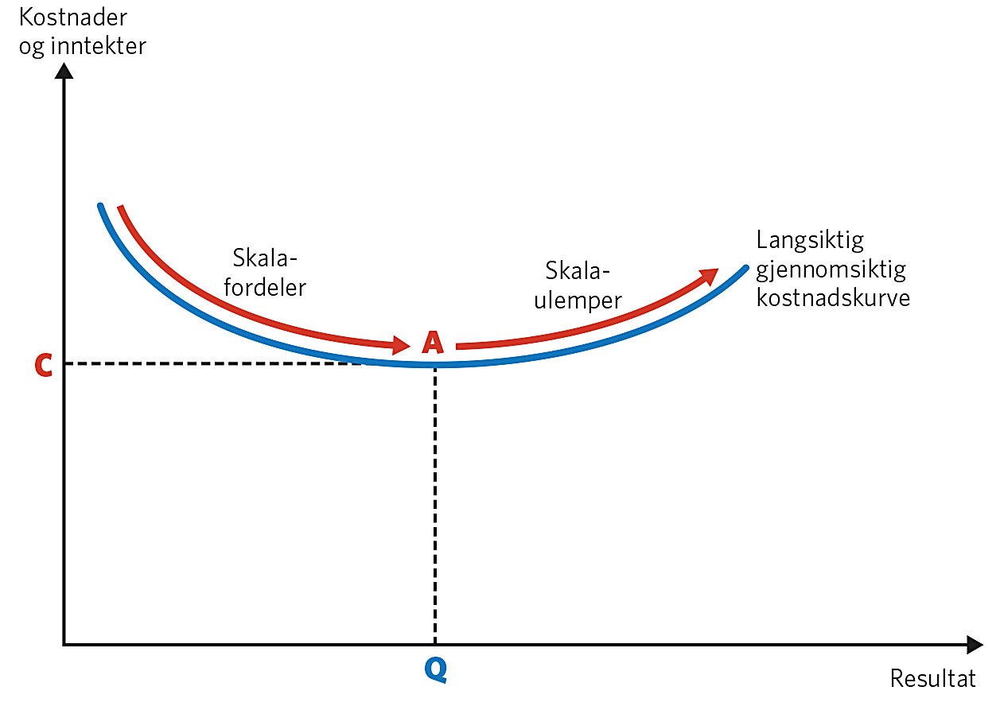 Kostnader
og inntekter
Skala-
fordeler
Skala-
ulemper
Langsiktig
gjennomsiktig
kostnadskurve
A
C
Q
Resultat